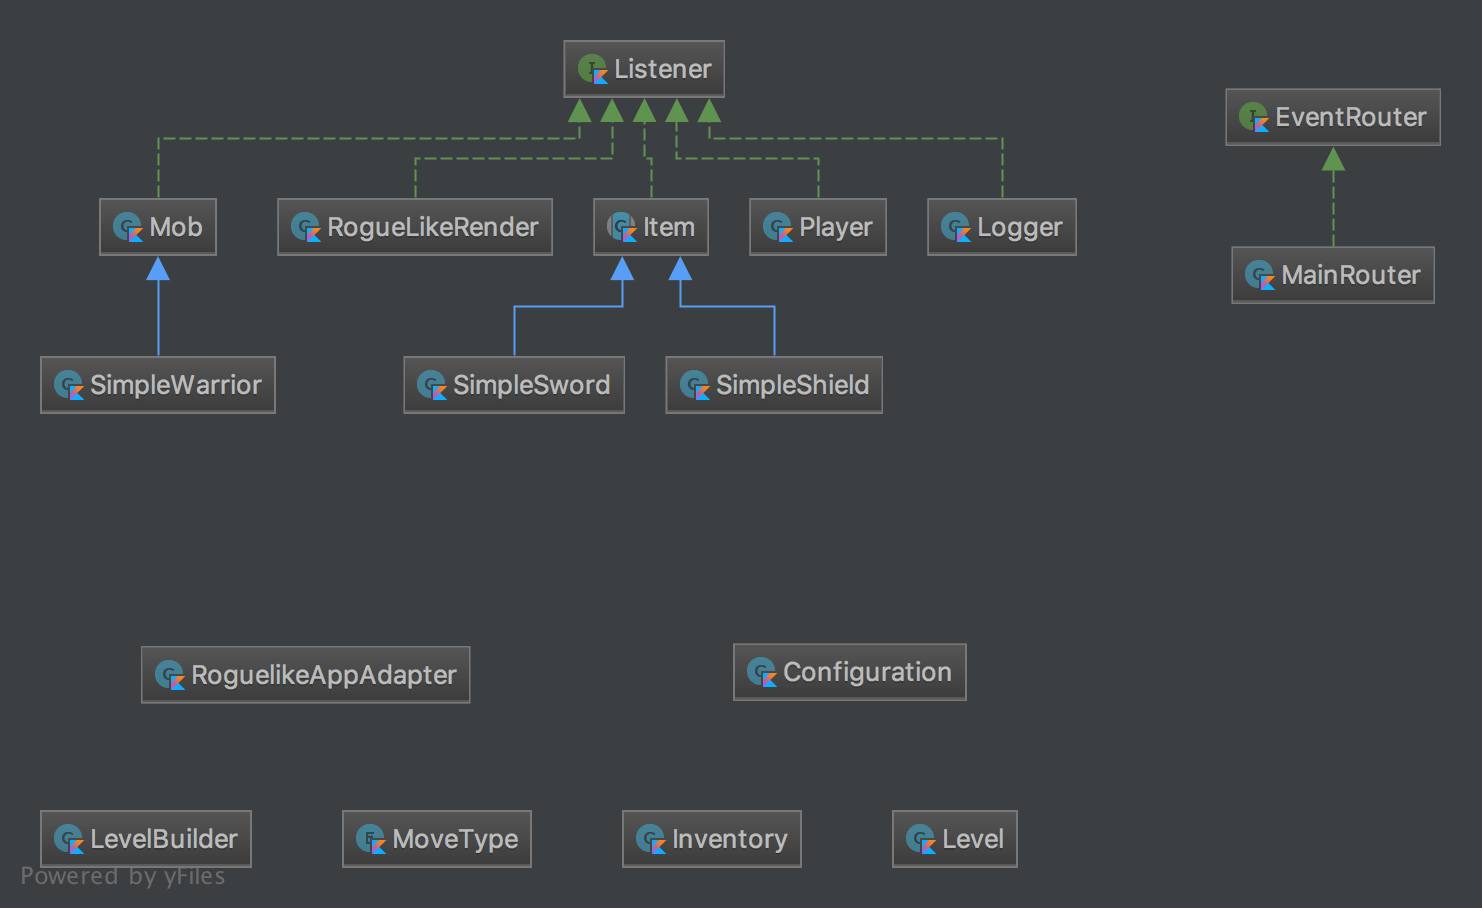 Listener
EventRouter
Mob
RogueLikeRender
Item
Player
Logger
MainRouter
SimpleWarrior
SimpleSword
SimpleShield
RoguelikeAppAdapter
Configuration
LevelBuilder
MoveType
Inventory
Level
Powered by yFiles